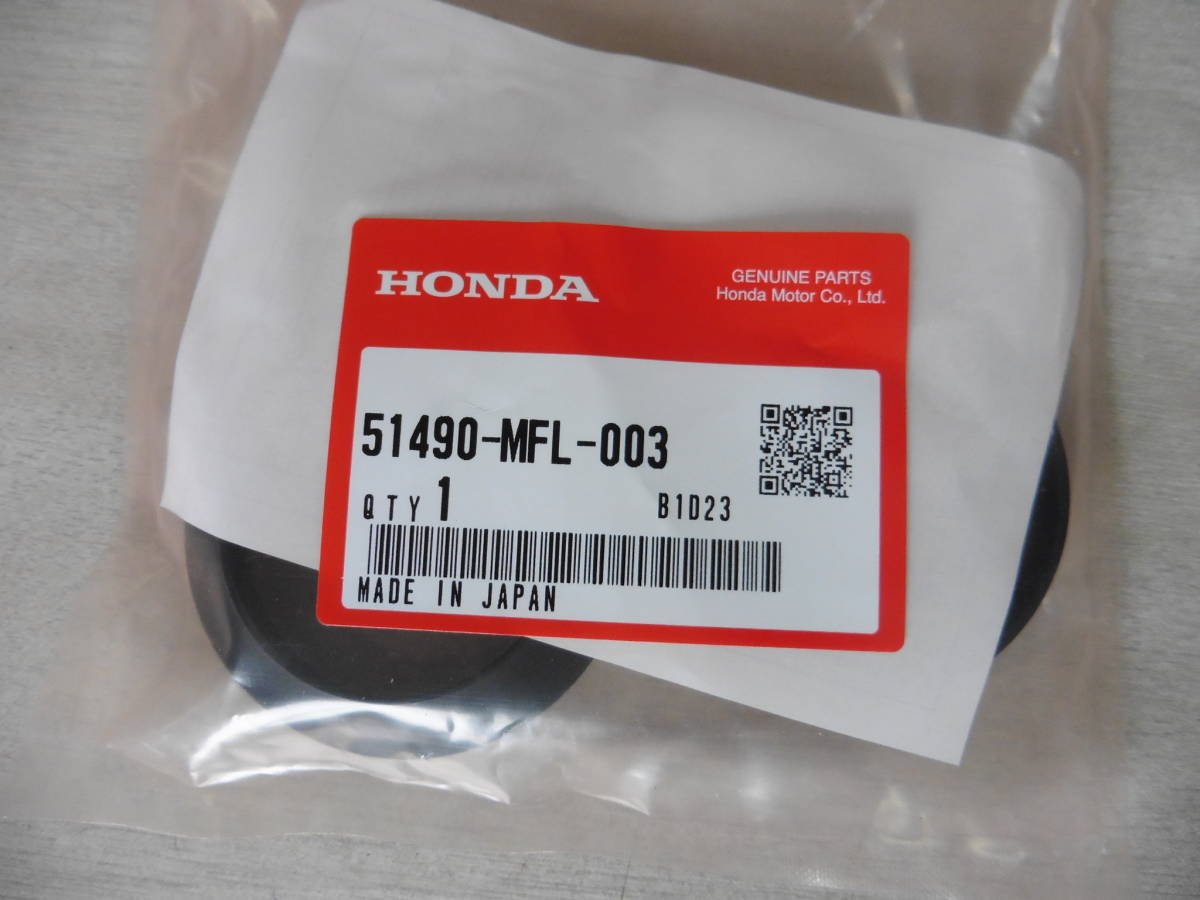 HONDA
GENUINE PARTS
Honda Motor Co., Ltd.
51490-MFL-003
QTY 1 B1D23
MADE IN JAPAN